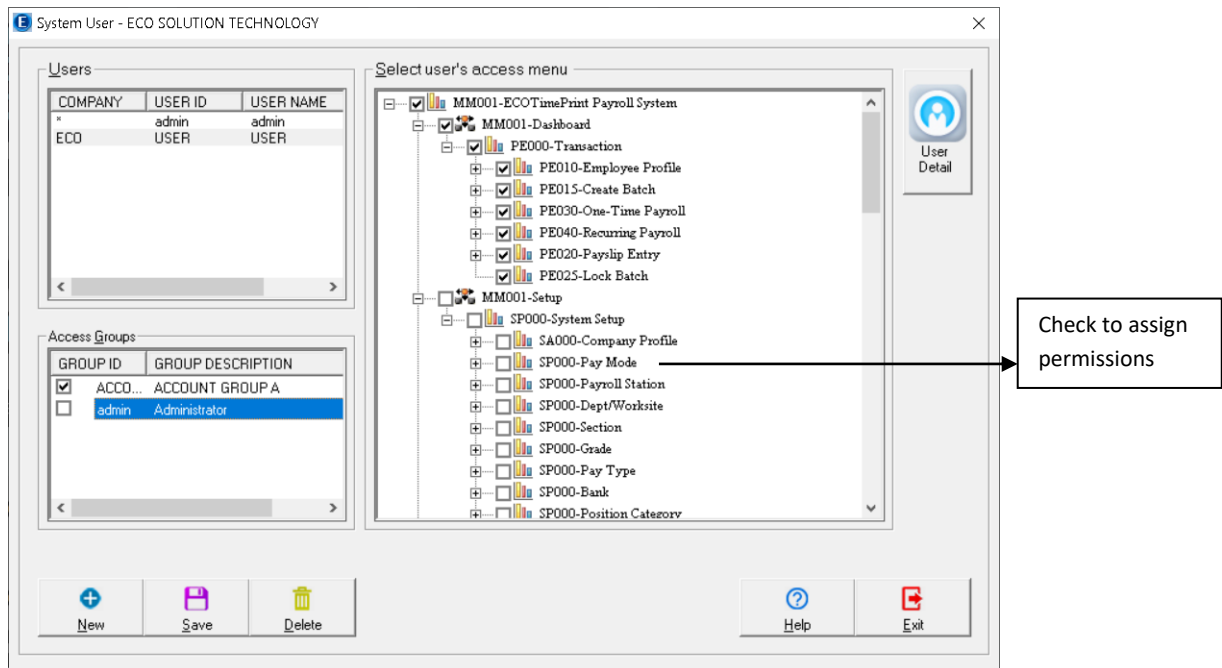 System User - ECO SOLUTION TECHNOLOGY
Users
COMPANY USER ID USER NAME
* admin admin
ECO USER USER
Access Groups
GROUP ID GROUP DESCRIPTION
ACCO... ACCOUNT GROUP A
admin Administrator
Select user's access menu
MM001-ECOTimePrint Payroll System
MM001-Dashboard
PE000-Transaction
PE010-Employee Profile
PE015-Create Batch
PE030-One-Time Payroll
PE040-Recurring Payroll
PE020-Payslip Entry
PE025-Lock Batch
MM001-Setup
SP000-System Setup
SA000-Company Profile
SP000-Pay Mode
SP000-Payroll Station
SP000-Dept/Worksite
SP000-Section
SP000-Grade
SP000-Pay Type
SP000-Bank
SP000-Position Category
User
Detail
Check to assign
permissions
New Save Delete Help Exit